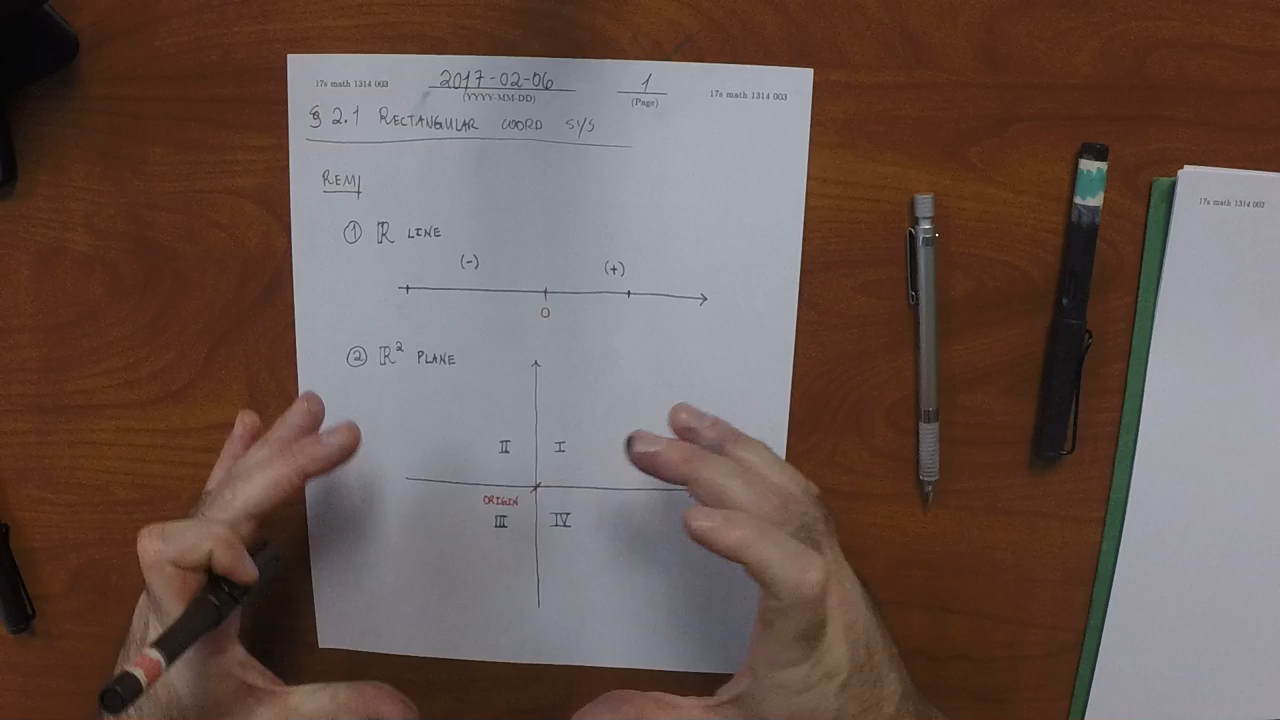 17s math 1314 003 2017-02-06 1 17s math 1314 003
(YYYY-MM-DD) (Page)
§ 2.1 RECTANGULAR COORD SYS
REM
① ℝ LINE
(-) (+)
0
② ℝ² PLANE
II I
ORIGIN
III IV
17s math 1314 003